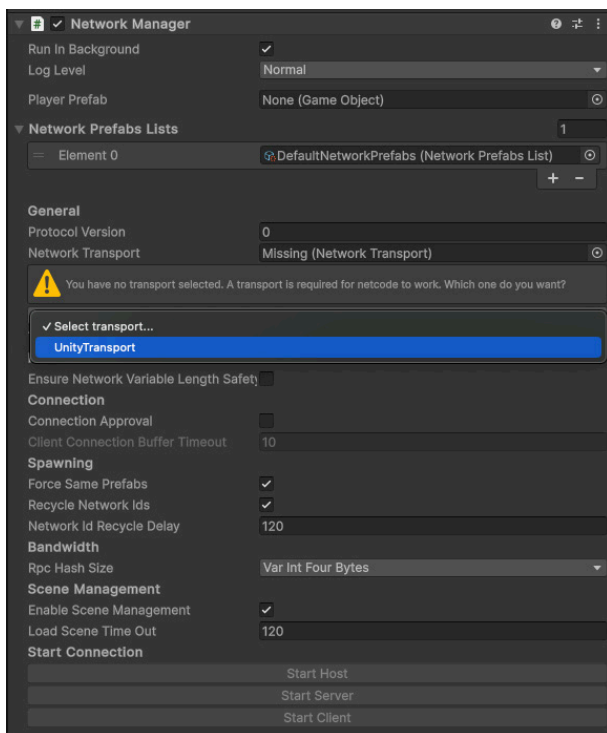 Network Manager
Run In Background
Log Level Normal
Player Prefab None (Game Object)
Network Prefabs Lists 1
Element 0 DefaultNetworkPrefabs (Network Prefabs List)
+ -
General
Protocol Version 0
Network Transport Missing (Network Transport)
You have no transport selected. A transport is required for netcode to work. Which one do you want?
✓ Select transport...
UnityTransport
Ensure Network Variable Length Safety
Connection
Connection Approval
Client Connection Buffer Timeout 10
Spawning
Force Same Prefabs
Recycle Network Ids
Network Id Recycle Delay 120
Bandwidth
Rpc Hash Size Var Int Four Bytes
Scene Management
Enable Scene Management
Load Scene Time Out 120
Start Connection
Start Host
Start Server
Start Client